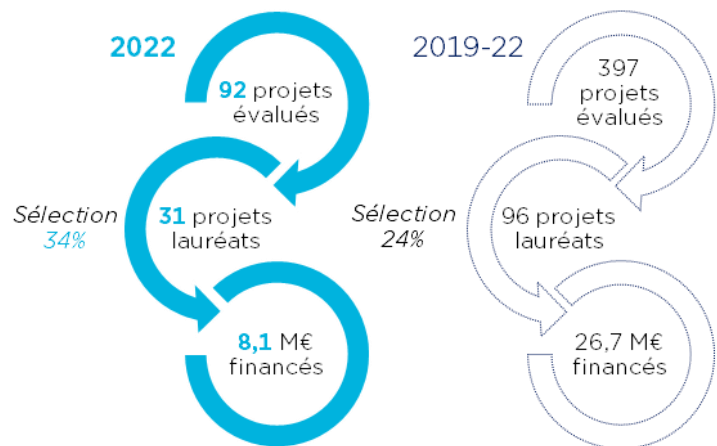 2022
92 projets
évalués
Sélection
34%
31 projets
lauréats
8,1 M€
financés
2019-22
397
projets
évalués
Sélection
24%
96 projets
lauréats
26,7 M€
financés